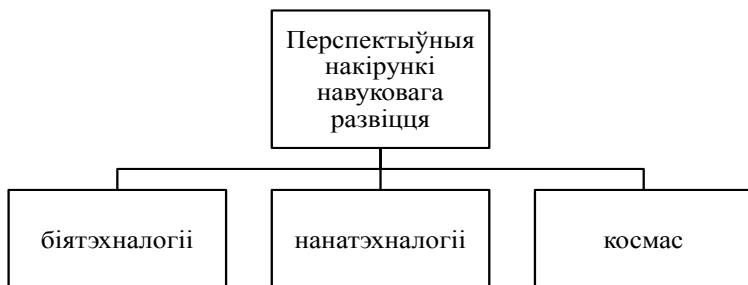 Перспектыўныя
накірункі
навуковага
развіцця
біятэхналогіі
нанатэхналогіі
космас